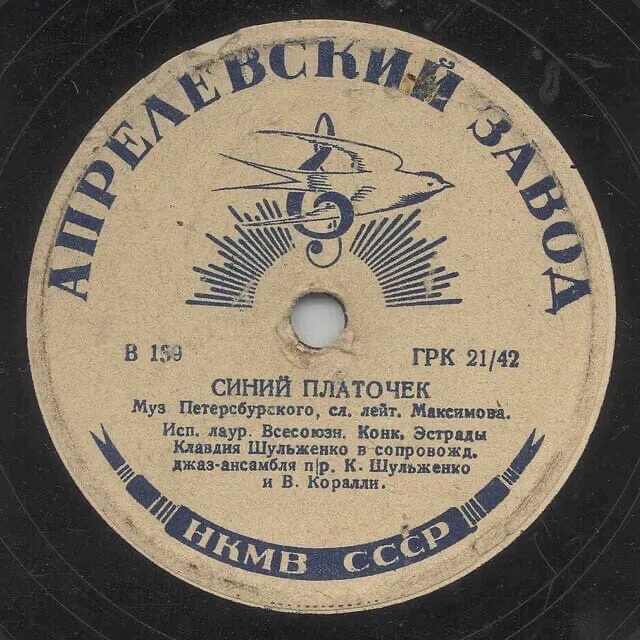 АПРЕЛЕВСКИЙ ЗАВОД
В 139
ГРК 21/42
СИНИЙ ПЛАТОЧЕК
Муз Петерсбурского, сл. лейт. Максимова.
Исп. лаур. Всесоюзн. Конк. Эстрады
Клавдия Шульженко в сопровожд.
джаз-ансамбля п/р. К. Шульженко
и В. Коралли.
НКМВ СССР